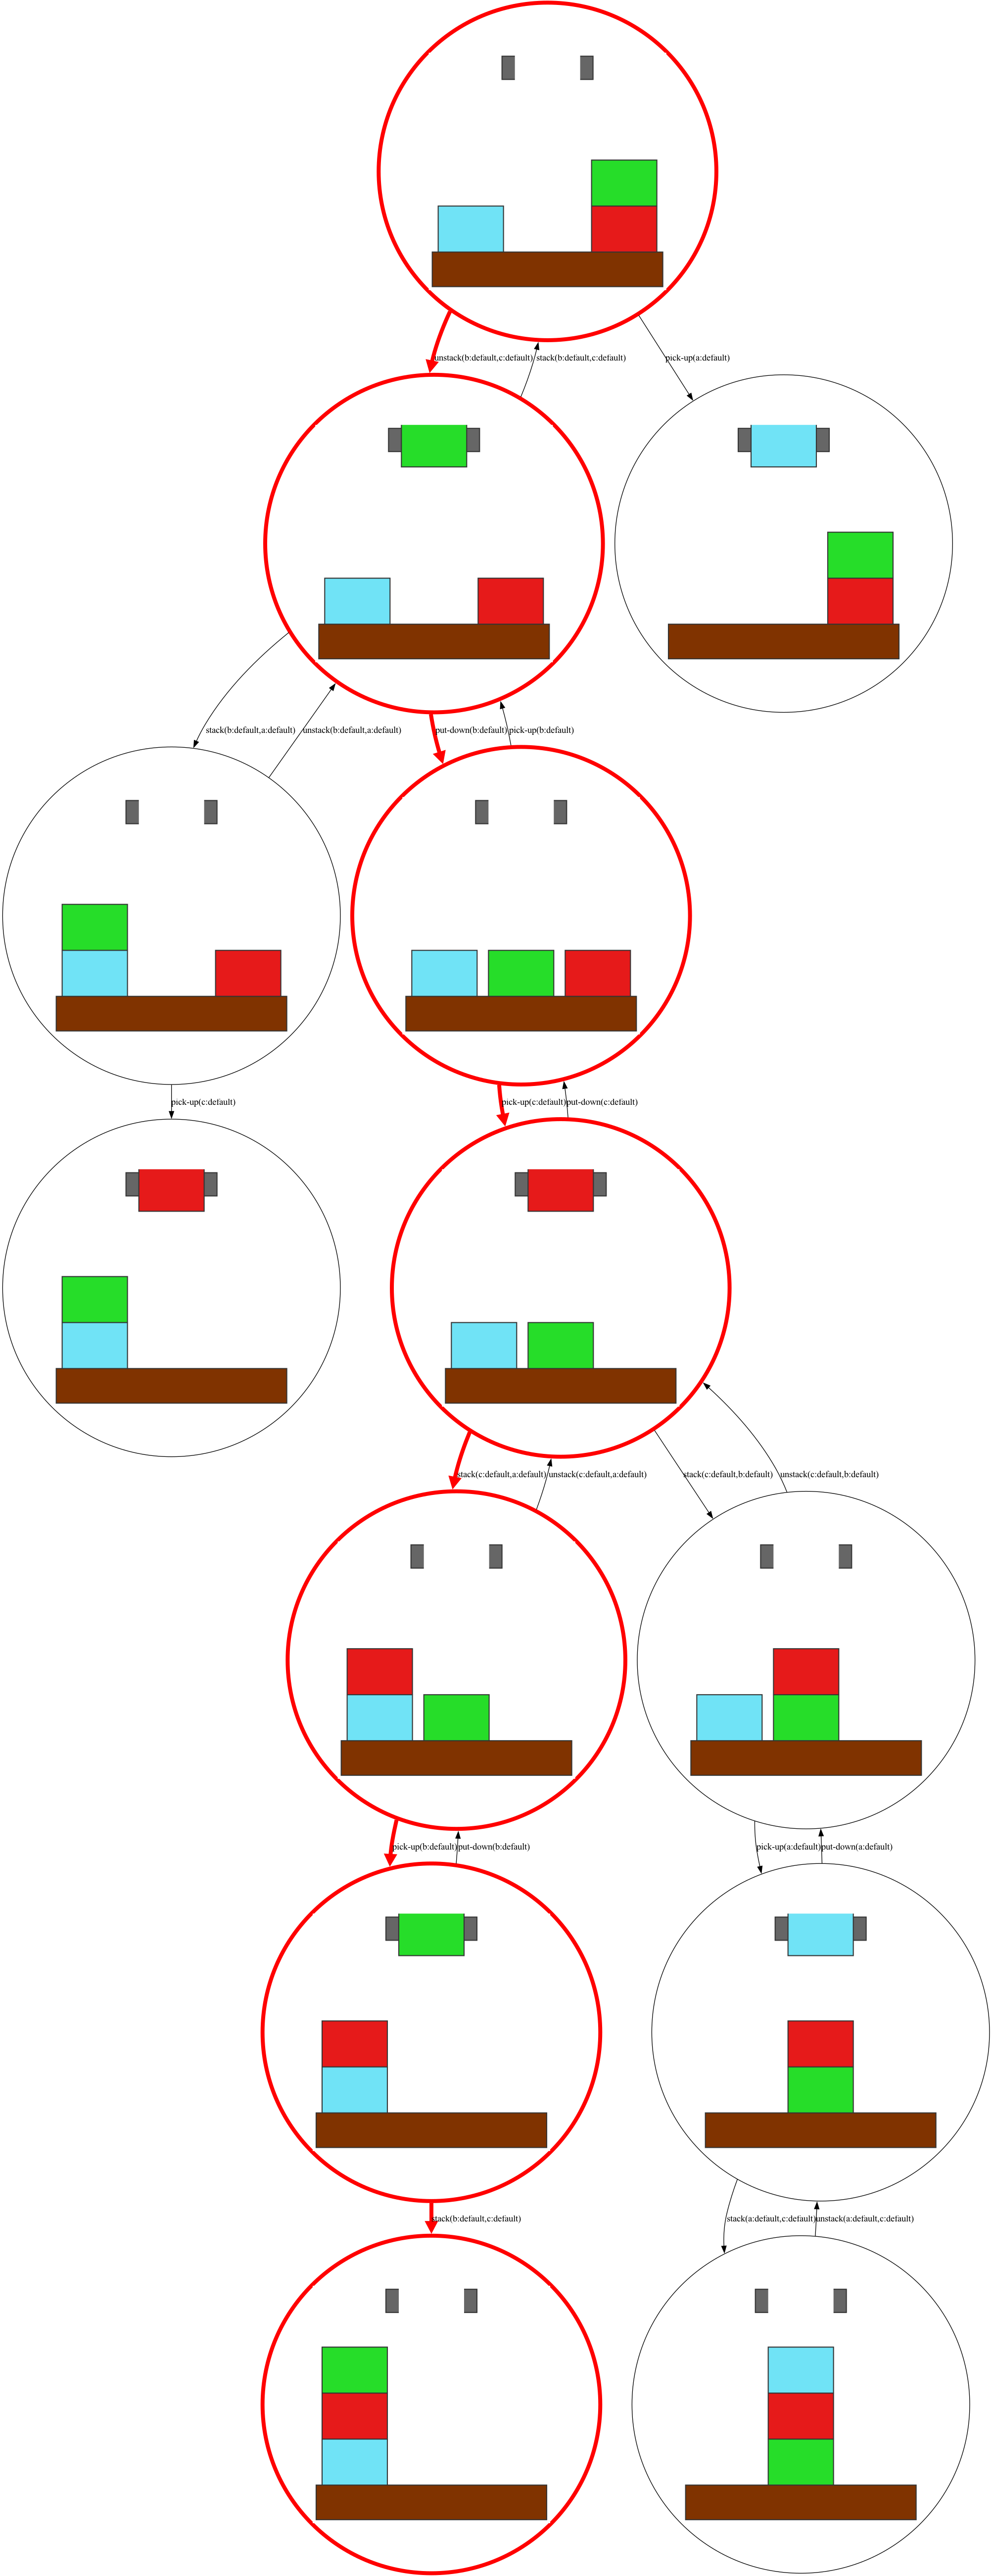 unstack(b:default,c:default)
stack(b:default,c:default)
pick-up(a:default)
stack(b:default,a:default)
unstack(b:default,a:default)
put-down(b:default)
pick-up(b:default)
pick-up(c:default)
pick-up(c:default)
put-down(c:default)
stack(c:default,a:default)
unstack(c:default,a:default)
stack(c:default,b:default)
unstack(c:default,b:default)
pick-up(b:default)
put-down(b:default)
pick-up(a:default)
put-down(a:default)
stack(b:default,c:default)
stack(a:default,c:default)
unstack(a:default,c:default)